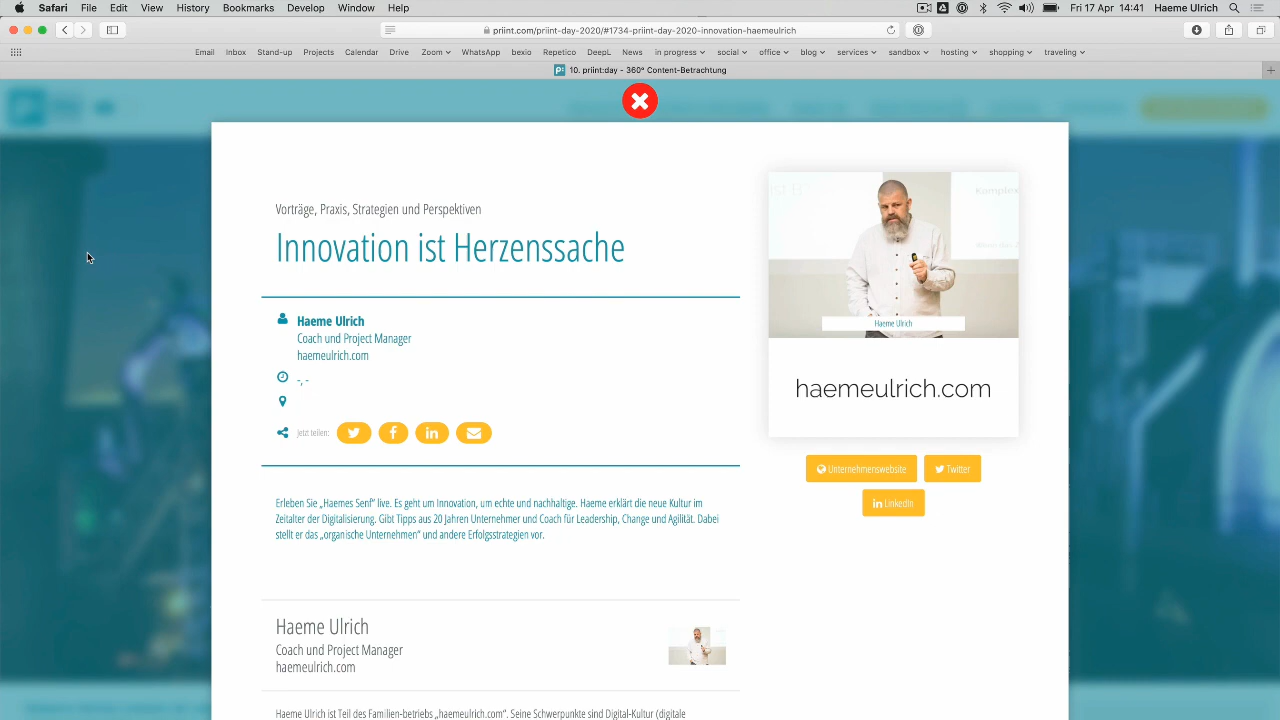 Safari File Edit View History Bookmarks Develop Window Help Fri 17 Apr 14:41 Haeme Ulrich
priint.com/priint-day-2020/#1734-priint-day-2020-innovation-haemeulrich
Email Inbox Stand-up Projects Calendar Drive Zoom WhatsApp bexio Repetico DeepL News in progress social office blog services sandbox hosting shopping traveling
10. priint:day - 360° Content-Betrachtung
Vorträge, Praxis, Strategien und Perspektiven
Innovation ist Herzenssache
Haeme Ulrich
Coach und Project Manager
haemeulrich.com
-, -
Jetzt teilen:
Erleben Sie „Haemes Senf“ live. Es geht um Innovation, um echte und nachhaltige. Haeme erklärt die neue Kultur im
Zeitalter der Digitalisierung. Gibt Tipps aus 20 Jahren Unternehmer und Coach für Leadership, Change und Agilität. Dabei
stellt er das „organische Unternehmen“ und andere Erfolgsstrategien vor.
Haeme Ulrich
Coach und Project Manager
haemeulrich.com
Haeme Ulrich ist Teil des Familien-betriebs „haemeulrich.com“. Seine Schwerpunkte sind Digital-Kultur (digitale
Komplex
Haeme Ulrich
haemeulrich.com
Unternehmenswebsite
Twitter
LinkedIn